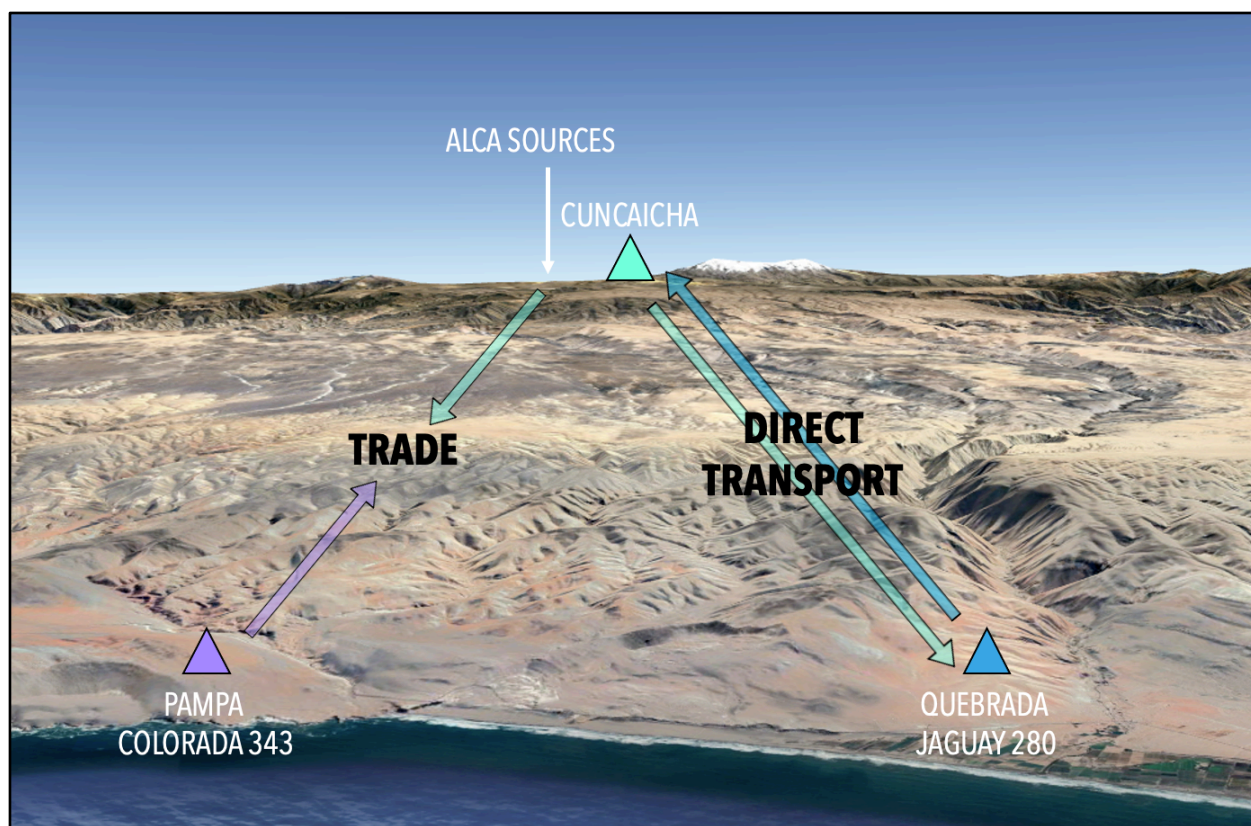 ALCA SOURCES
CUNCAICHA
TRADE
DIRECT
TRANSPORT
PAMPA
COLORADA 343
QUEBRADA
JAGUAY 280